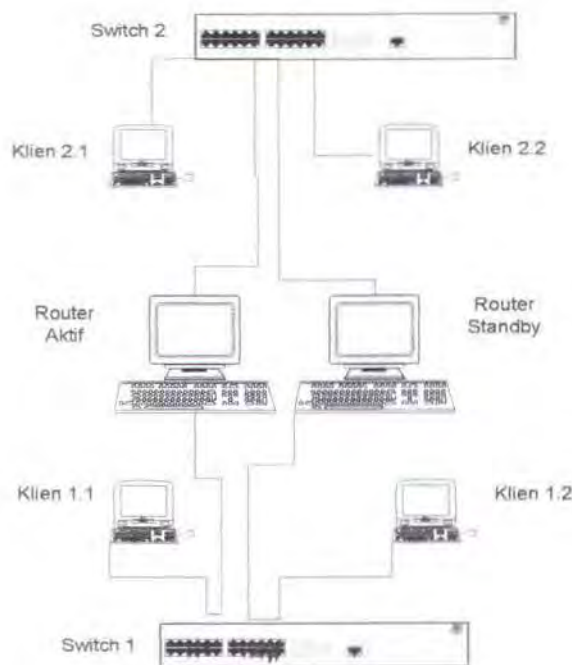 Switch 2
Klien 2.1
Klien 2.2
Router
Aktif
Router
Standby
Klien 1.1
Klien 1.2
Switch 1